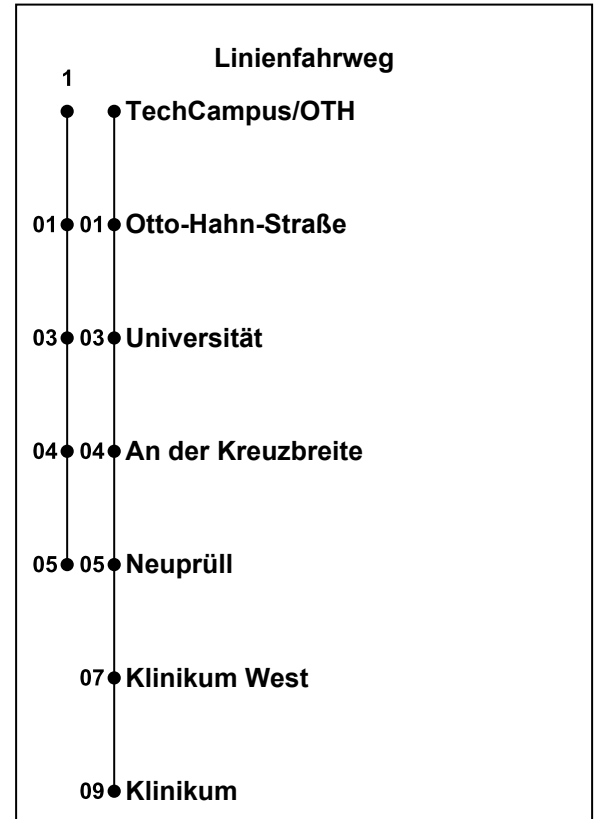 Linienfahrweg
1
TechCampus/OTH
01 01 Otto-Hahn-Straße
03 03 Universität
04 04 An der Kreuzbreite
05 05 Neuprüll
07 Klinikum West
09 Klinikum